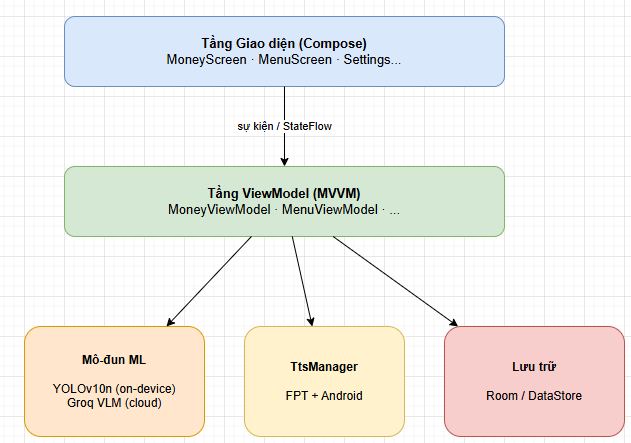 Tầng Giao diện (Compose)
MoneyScreen · MenuScreen · Settings...
sự kiện / StateFlow
Tầng ViewModel (MVVM)
MoneyViewModel · MenuViewModel · ...
Mô-đun ML
YOLOv10n (on-device)
Groq VLM (cloud)
TtsManager
FPT + Android
Lưu trữ
Room / DataStore